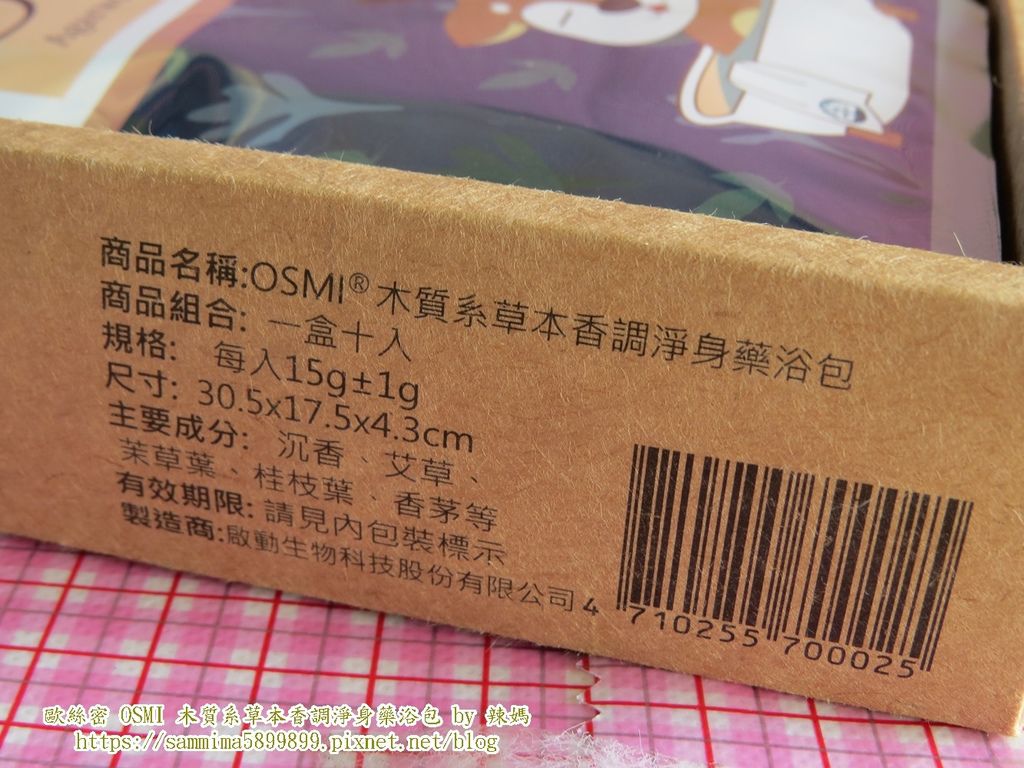 商品名稱:OSMI® 木質系草本香調淨身藥浴包
商品組合: 一盒十入
規格: 每入15g±1g
尺寸: 30.5x17.5x4.3cm
主要成分: 沉香、艾草、
茉草葉、桂枝葉、香茅等
有效期限: 請見內包裝標示
製造商:啟動生物科技股份有限公司
4 710255 700025
歐絲密 OSMI 木質系草本香調淨身藥浴包 by 辣媽
https://sammima5899899.pixnet.net/blog